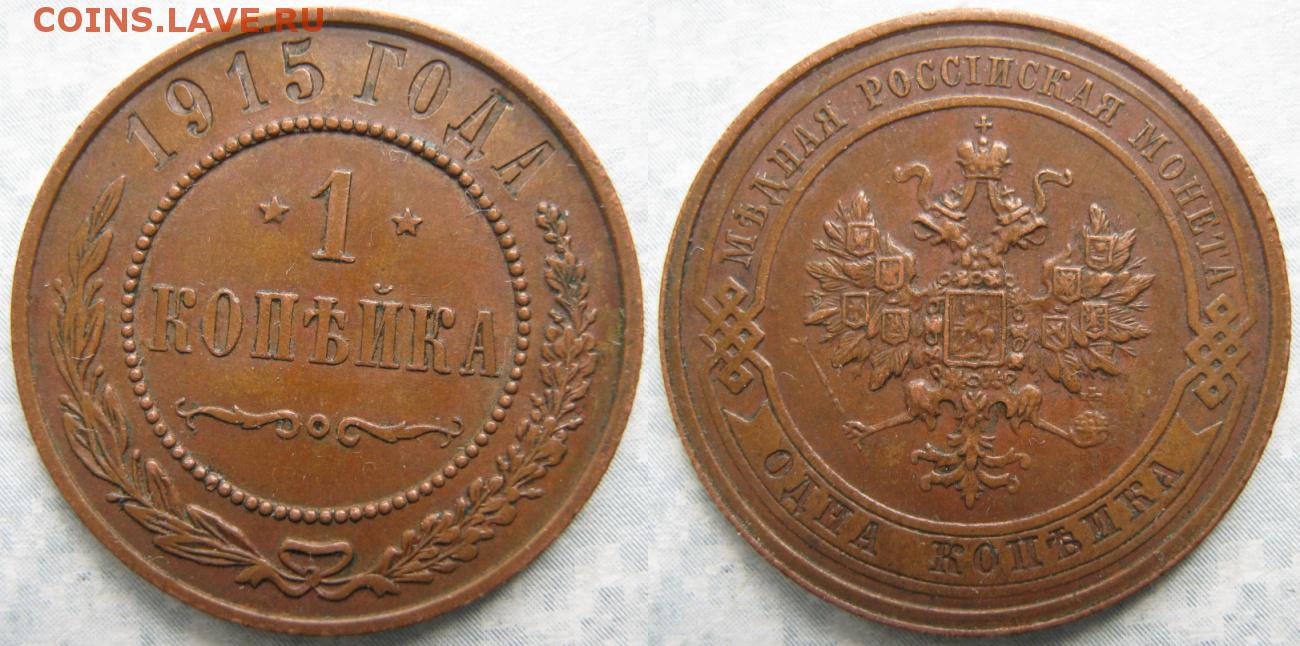 COINS.LAVE.RU
1915 ГОДА
1
КОПѢЙКА
МѢДНАЯ РОССІЙСКАЯ МОНЕТА
ОДНА КОПѢЙКА